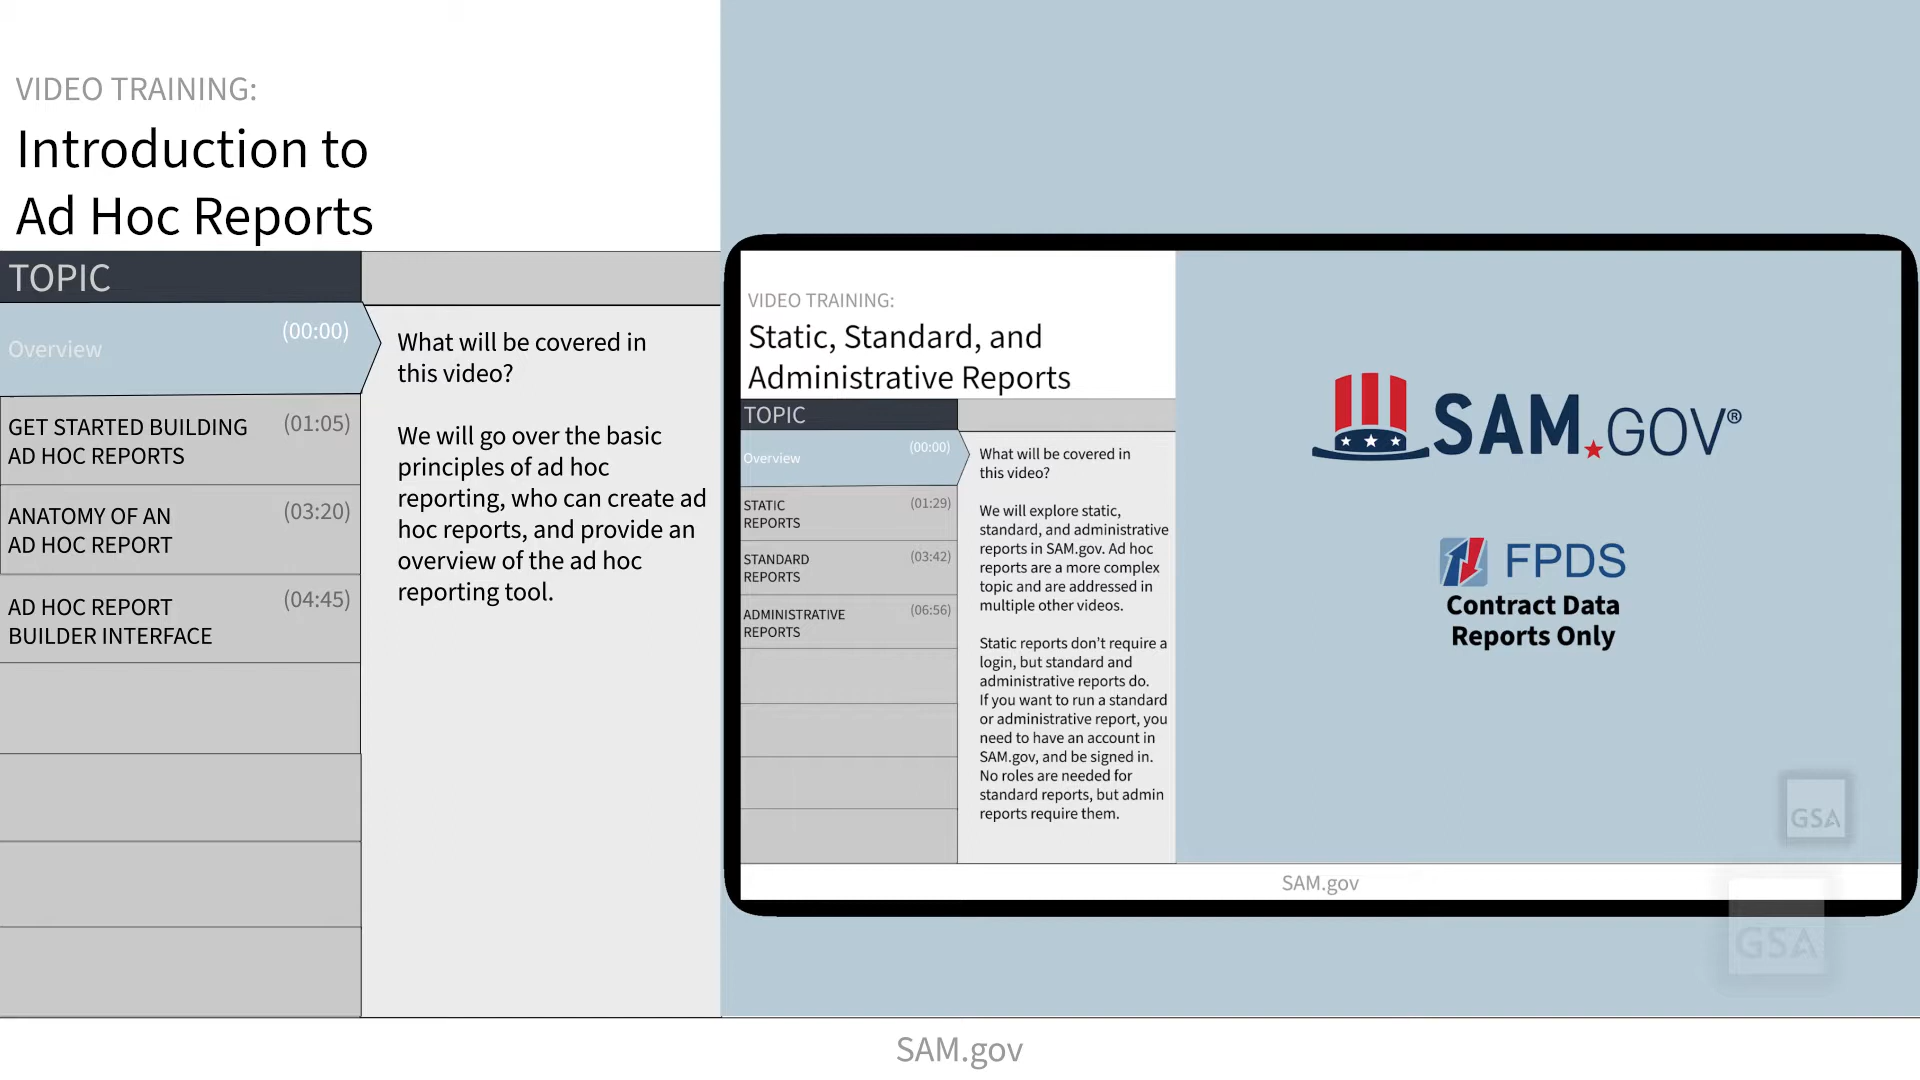 VIDEO TRAINING:
Introduction to
Ad Hoc Reports
TOPIC
Overview (00:00)
GET STARTED BUILDING (01:05)
AD HOC REPORTS
ANATOMY OF AN (03:20)
AD HOC REPORT
AD HOC REPORT (04:45)
BUILDER INTERFACE
What will be covered in
this video?
We will go over the basic
principles of ad hoc
reporting, who can create ad
hoc reports, and provide an
overview of the ad hoc
reporting tool.
VIDEO TRAINING:
Static, Standard, and
Administrative Reports
TOPIC
Overview (00:00)
STATIC (01:29)
REPORTS
STANDARD (03:42)
REPORTS
ADMINISTRATIVE (06:56)
REPORTS
What will be covered in
this video?
We will explore static,
standard, and administrative
reports in SAM.gov. Ad hoc
reports are a more complex
topic and are addressed in
multiple other videos.
Static reports don’t require a
login, but standard and
administrative reports do.
If you want to run a standard
or administrative report, you
need to have an account in
SAM.gov, and be signed in.
No roles are needed for
standard reports, but admin
reports require them.
SAM.GOV®
FPDS
Contract Data
Reports Only
GSA
SAM.gov
GSA
SAM.gov